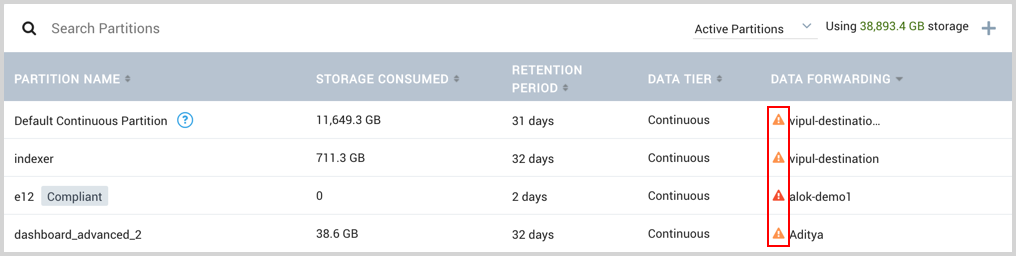 Search Partitions
Active Partitions Using 38,893.4 GB storage
PARTITION NAME STORAGE CONSUMED RETENTION PERIOD DATA TIER DATA FORWARDING
Default Continuous Partition ? 11,649.3 GB 31 days Continuous vipul-destinatio...
indexer 711.3 GB 32 days Continuous vipul-destination
e12 Compliant 0 2 days Continuous alok-demo1
dashboard_advanced_2 38.6 GB 32 days Continuous Aditya